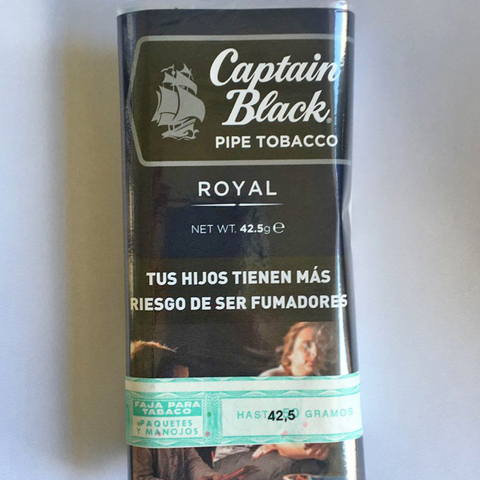 Captain
Black®
PIPE TOBACCO
ROYAL
NET WT. 42.5g ℮
TUS HIJOS TIENEN MÁS
RIESGO DE SER FUMADORES
FAJA PARA
TABACO
PAQUETES
Y MANOJOS
HAST 42,5 GRAMOS